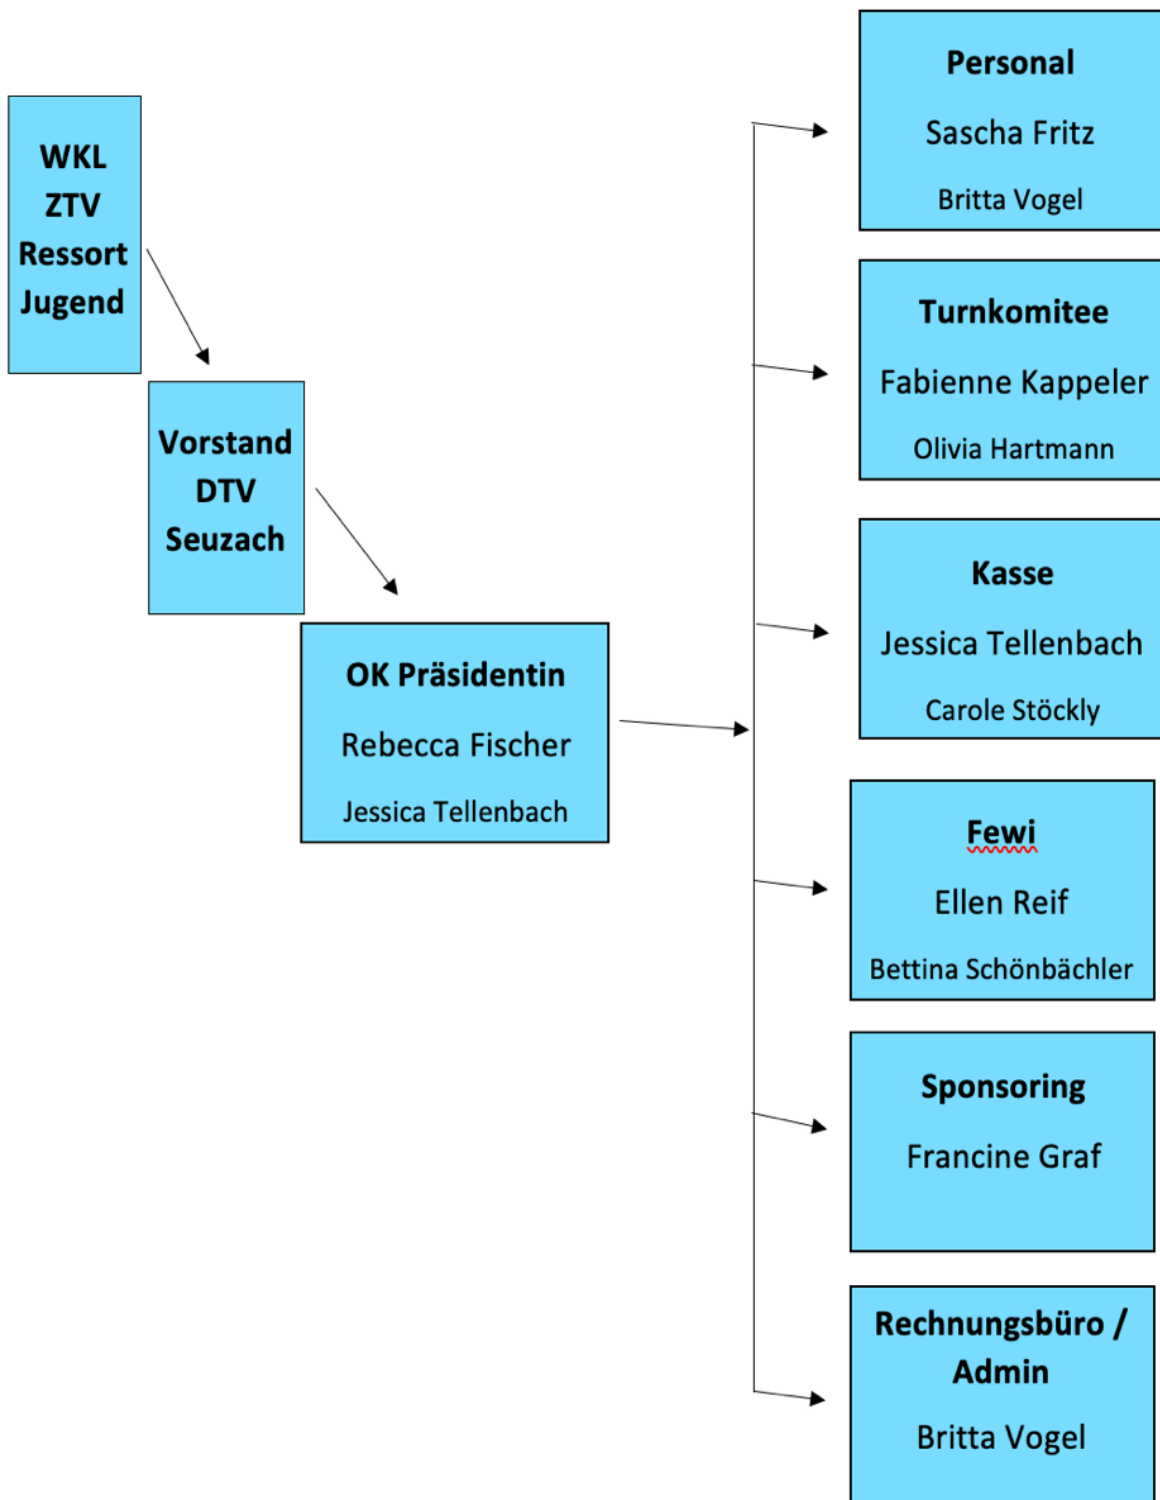 WKL
ZTV
Ressort
Jugend
Vorstand
DTV
Seuzach
OK Präsidentin
Rebecca Fischer
Jessica Tellenbach
Personal
Sascha Fritz
Britta Vogel
Turnkomitee
Fabienne Kappeler
Olivia Hartmann
Kasse
Jessica Tellenbach
Carole Stöckly
Fewi
Ellen Reif
Bettina Schönbächler
Sponsoring
Francine Graf
Rechnungsbüro /
Admin
Britta Vogel